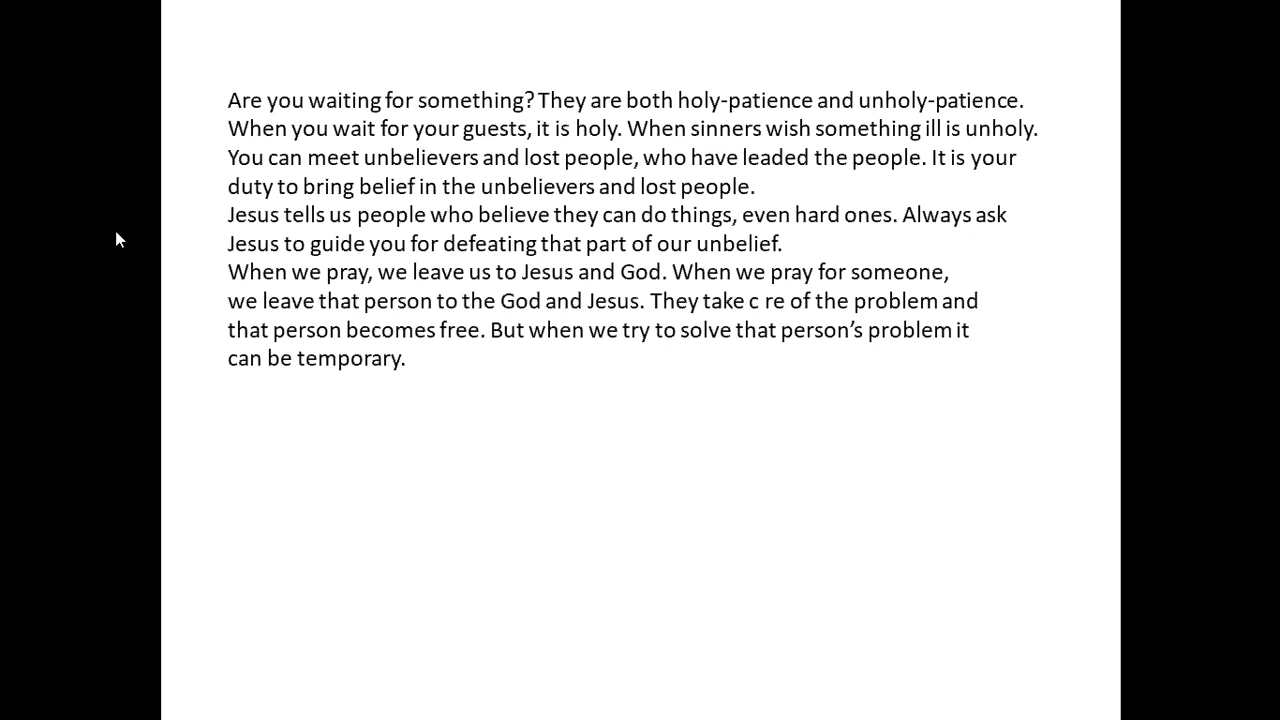 Are you waiting for something? They are both holy-patience and unholy-patience.
When you wait for your guests, it is holy. When sinners wish something ill is unholy.
You can meet unbelievers and lost people, who have leaded the people. It is your
duty to bring belief in the unbelievers and lost people.
Jesus tells us people who believe they can do things, even hard ones. Always ask
Jesus to guide you for defeating that part of our unbelief.
When we pray, we leave us to Jesus and God. When we pray for someone,
we leave that person to the God and Jesus. They take c re of the problem and
that person becomes free. But when we try to solve that person’s problem it
can be temporary.